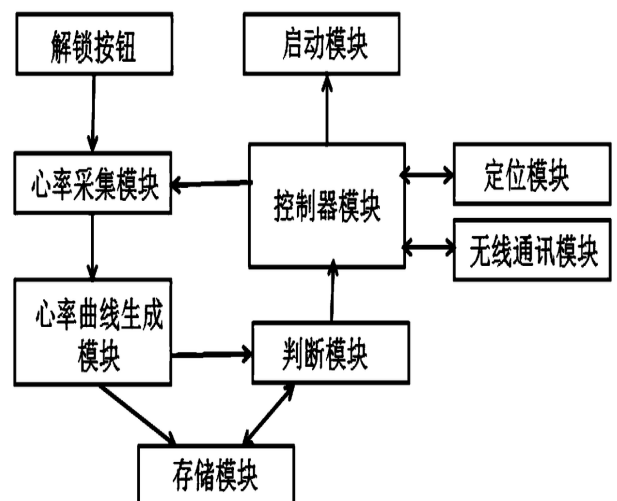 解锁按钮
启动模块
心率采集模块
控制器模块
定位模块
无线通讯模块
心率曲线生成
模块
判断模块
存储模块